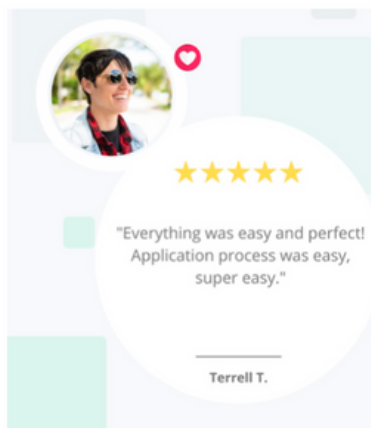 "Everything was easy and perfect!
Application process was easy,
super easy."
Terrell T.